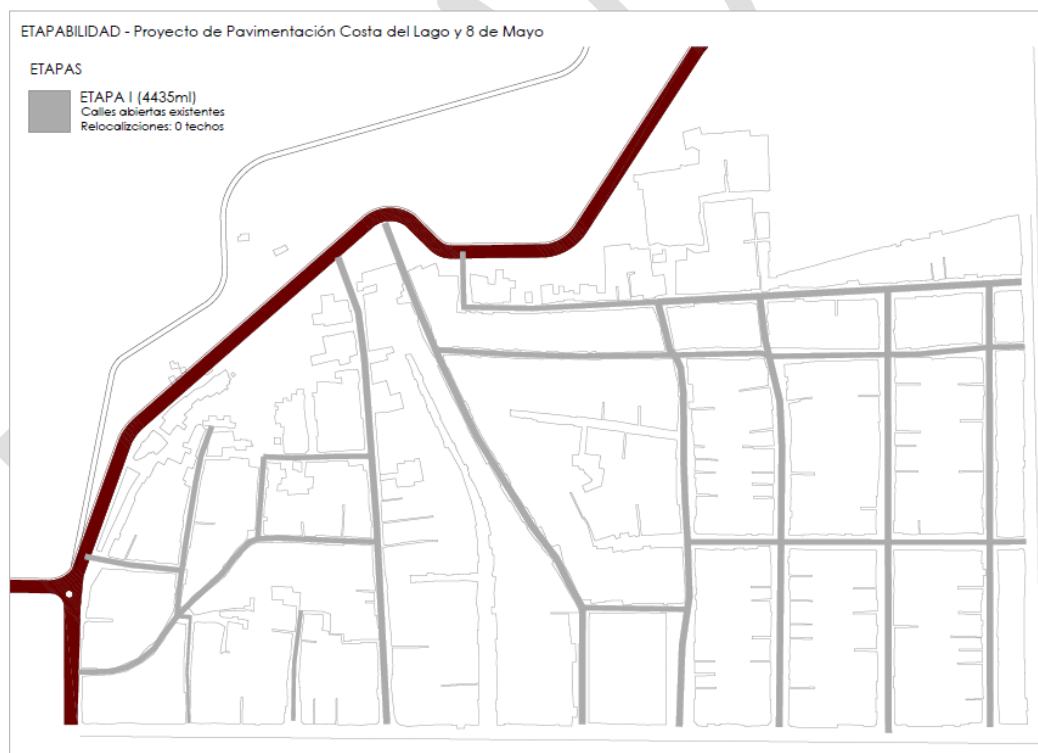 ETAPABILIDAD - Proyecto de Pavimentación Costa del Lago y 8 de Mayo
ETAPAS
ETAPA I (4435ml)
Calles abiertas existentes
Relocalizciones: 0 techos